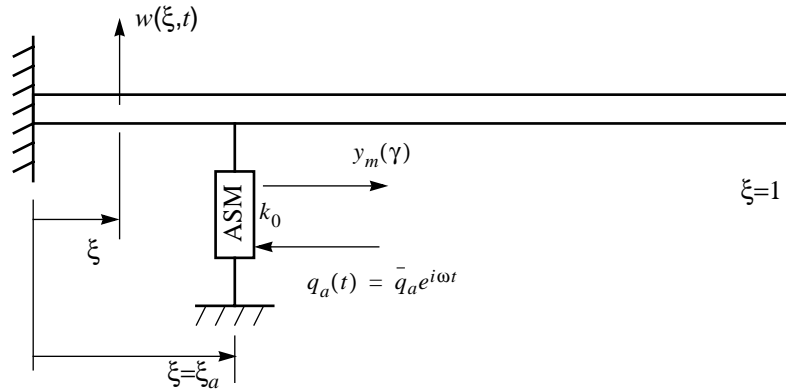 w(ξ,t)
y_m(γ)
ξ=1
ASM
k_0
ξ
q_a(t) = q̄_a e^{iωt}
ξ=ξ_a